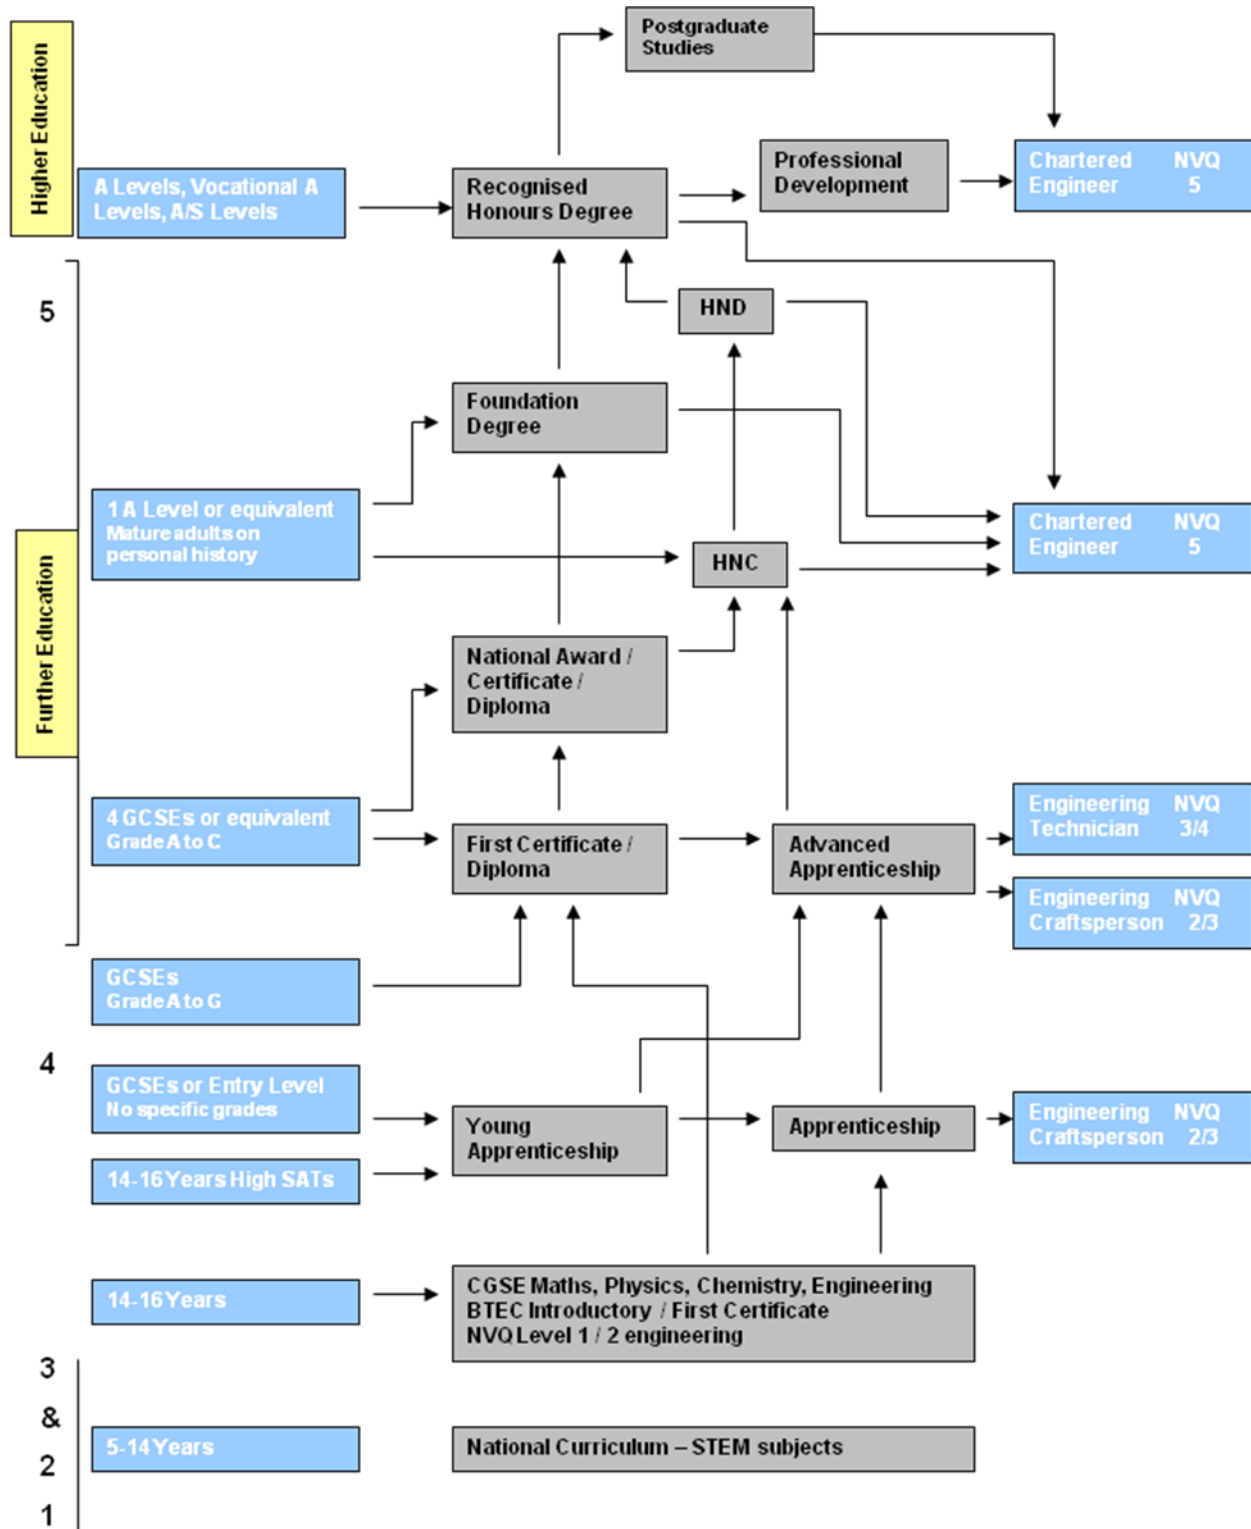 Postgraduate
Studies
Higher Education
A Levels, Vocational A
Levels, A/S Levels
Recognised
Honours Degree
Professional
Development
Chartered NVQ
Engineer 5
5
HND
Foundation
Degree
1 A Level or equivalent
Mature adults on
personal history
Chartered NVQ
Engineer 5
HNC
Further Education
National Award /
Certificate /
Diploma
4 GCSEs or equivalent
Grade A to C
First Certificate /
Diploma
Advanced
Apprenticeship
Engineering NVQ
Technician 3/4
Engineering NVQ
Craftsperson 2/3
GCSEs
Grade A to G
4
GCSEs or Entry Level
No specific grades
Young
Apprenticeship
Apprenticeship
Engineering NVQ
Craftsperson 2/3
14-16 Years High SATs
14-16 Years
CGSE Maths, Physics, Chemistry, Engineering
BTEC Introductory / First Certificate
NVQ Level 1 / 2 engineering
3
&
2
1
5-14 Years
National Curriculum – STEM subjects